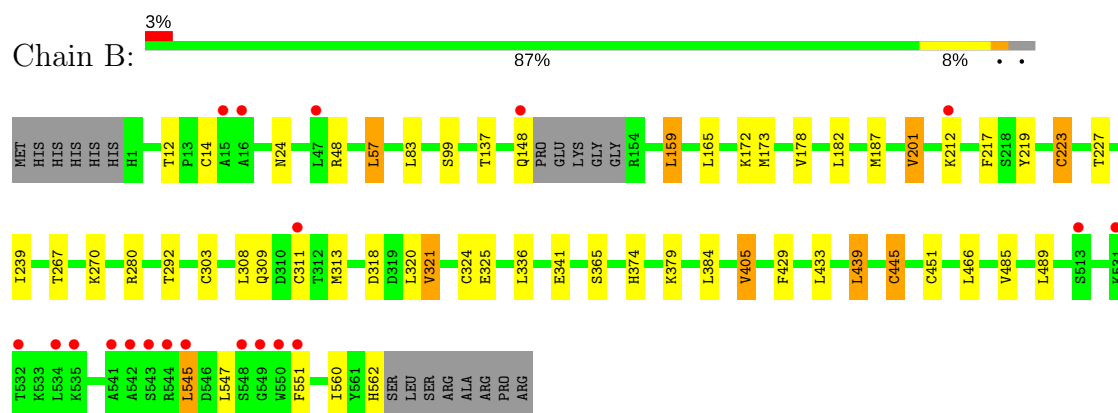 3%
Chain B:
87% 8% • •
MET HIS HIS HIS HIS HIS H1 T12 P13 C14 A15 A16 N24 L47 R48 L57 L83 S99 T137 Q148 PRO GLU LYS GLY GLY R154 L159 L165 K172 M173 V178 L182 M187 V201 K212 F217 S218 Y219 C223 T227
I239 T267 K270 R280 T292 C303 L308 Q309 D310 C311 T312 M313 D318 D319 L320 V321 C324 E325 L336 E341 S365 H374 K379 L384 V405 F429 L433 L439 C445 C451 L466 V485 L489 S513 K531
T532 K533 L534 K535 A541 A542 S543 R544 L545 D546 L547 S548 G549 W550 F551 I560 Y561 H562 SER LEU SER ARG ALA ARG PRO ARG